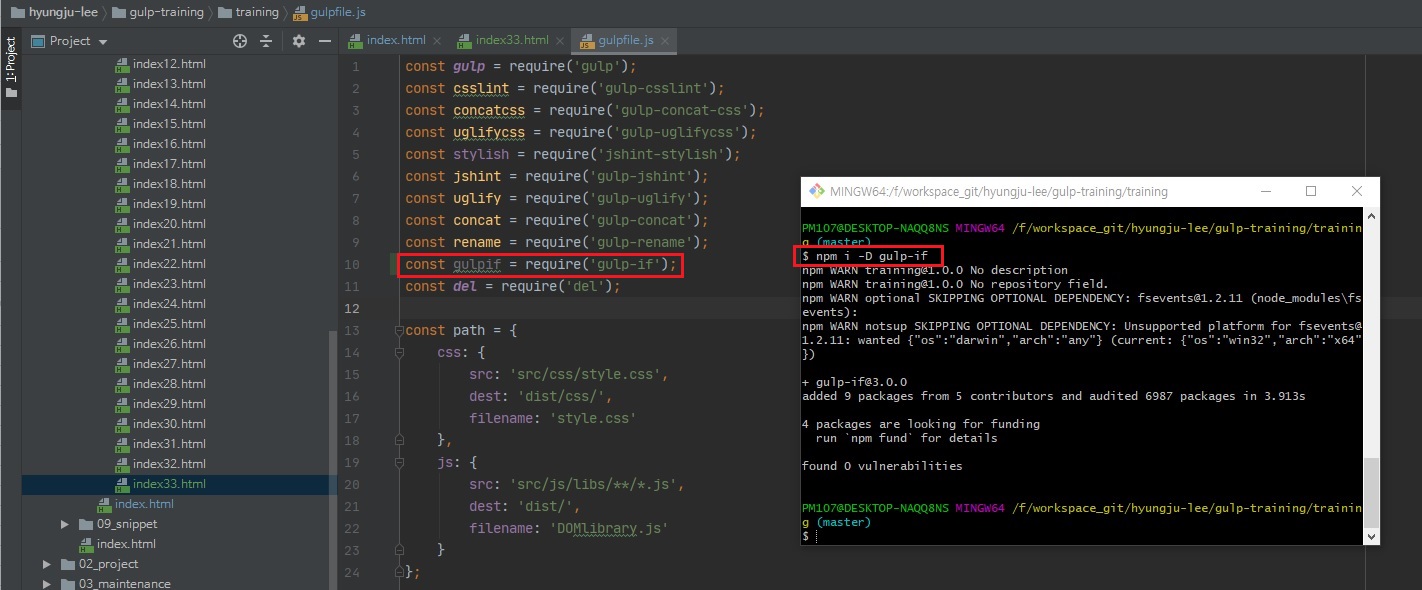 hyungju-lee
gulp-training
training
gulpfile.js
1: Project
Project
index12.html
index13.html
index14.html
index15.html
index16.html
index17.html
index18.html
index19.html
index20.html
index21.html
index22.html
index23.html
index24.html
index25.html
index26.html
index27.html
index28.html
index29.html
index30.html
index31.html
index32.html
index33.html
index.html
09_snippet
index.html
02_project
03_maintenance
index.html
index33.html
gulpfile.js
1 const gulp = require('gulp');
2 const csslint = require('gulp-csslint');
3 const concatcss = require('gulp-concat-css');
4 const uglifycss = require('gulp-uglifycss');
5 const stylish = require('jshint-stylish');
6 const jshint = require('gulp-jshint');
7 const uglify = require('gulp-uglify');
8 const concat = require('gulp-concat');
9 const rename = require('gulp-rename');
10 const gulpif = require('gulp-if');
11 const del = require('del');
12
13 const path = {
14 css: {
15 src: 'src/css/style.css',
16 dest: 'dist/css/',
17 filename: 'style.css'
18 },
19 js: {
20 src: 'src/js/libs/**/*.js',
21 dest: 'dist/',
22 filename: 'DOMlibrary.js'
23 }
24 };
MINGW64:/f/workspace_git/hyungju-lee/gulp-training/training
PM107@DESKTOP-NAQQ8NS MINGW64 /f/workspace_git/hyungju-lee/gulp-training/trainin
g (master)
$ npm i -D gulp-if
npm WARN training@1.0.0 No description
npm WARN training@1.0.0 No repository field.
npm WARN optional SKIPPING OPTIONAL DEPENDENCY: fsevents@1.2.11 (node_modules\fs
events):
npm WARN notsup SKIPPING OPTIONAL DEPENDENCY: Unsupported platform for fsevents@
1.2.11: wanted {"os":"darwin","arch":"any"} (current: {"os":"win32","arch":"x64"
})
+ gulp-if@3.0.0
added 9 packages from 5 contributors and audited 6987 packages in 3.913s
4 packages are looking for funding
run `npm fund` for details
found 0 vulnerabilities
PM107@DESKTOP-NAQQ8NS MINGW64 /f/workspace_git/hyungju-lee/gulp-training/trainin
g (master)
$